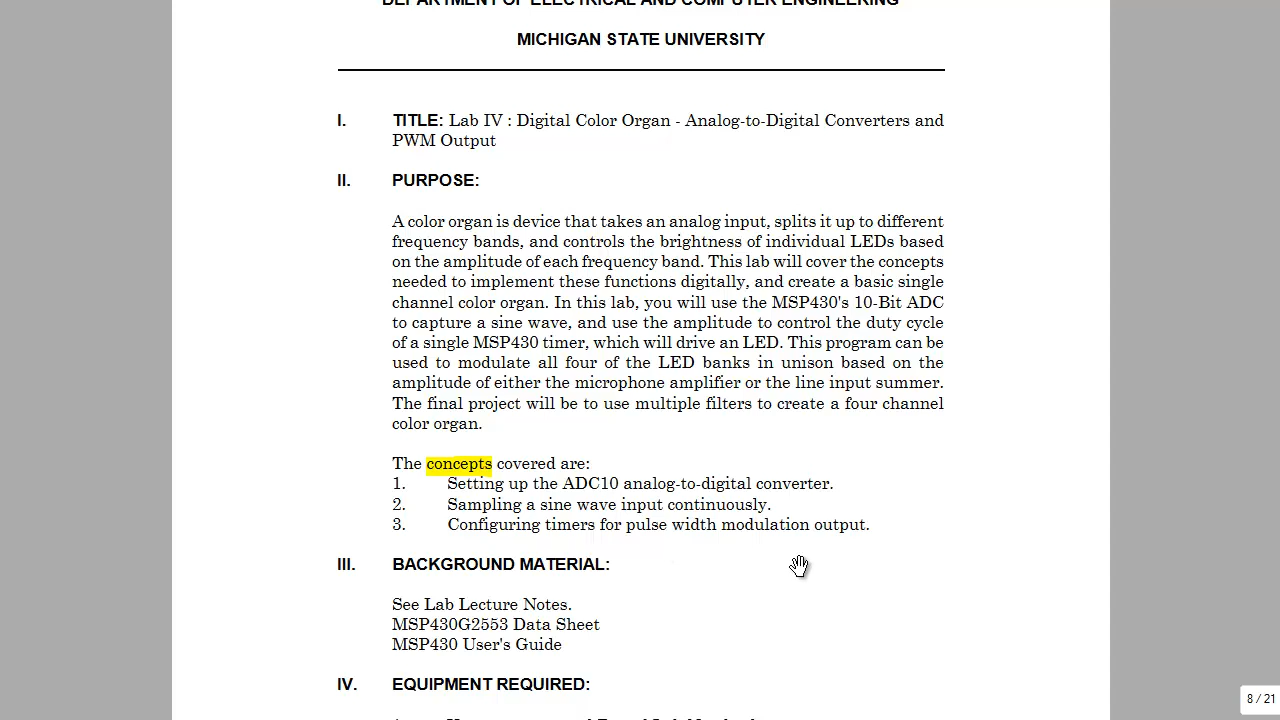 DEPARTMENT OF ELECTRICAL AND COMPUTER ENGINEERING
MICHIGAN STATE UNIVERSITY
I. TITLE: Lab IV : Digital Color Organ - Analog-to-Digital Converters and
PWM Output
II. PURPOSE:
A color organ is device that takes an analog input, splits it up to different
frequency bands, and controls the brightness of individual LEDs based
on the amplitude of each frequency band. This lab will cover the concepts
needed to implement these functions digitally, and create a basic single
channel color organ. In this lab, you will use the MSP430's 10-Bit ADC
to capture a sine wave, and use the amplitude to control the duty cycle
of a single MSP430 timer, which will drive an LED. This program can be
used to modulate all four of the LED banks in unison based on the
amplitude of either the microphone amplifier or the line input summer.
The final project will be to use multiple filters to create a four channel
color organ.
The concepts covered are:
1. Setting up the ADC10 analog-to-digital converter.
2. Sampling a sine wave input continuously.
3. Configuring timers for pulse width modulation output.
III. BACKGROUND MATERIAL:
See Lab Lecture Notes.
MSP430G2553 Data Sheet
MSP430 User's Guide
IV. EQUIPMENT REQUIRED:
8 / 21